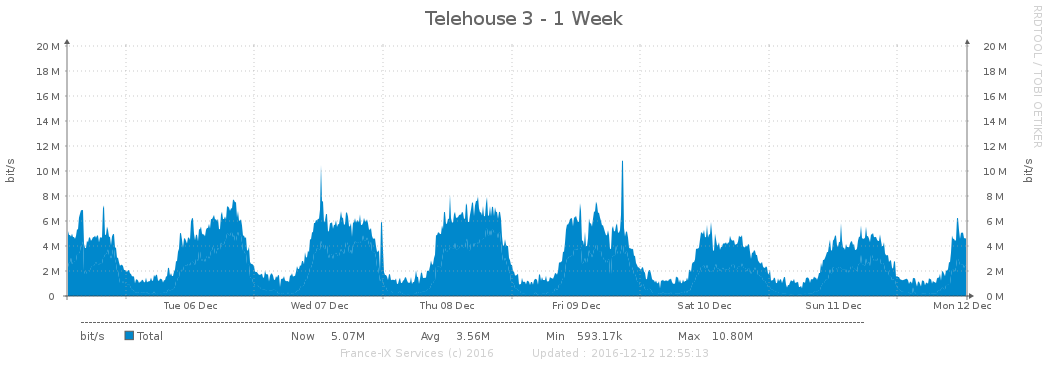 Telehouse 3 - 1 Week
RRDTOOL / TOBI OETIKER
bit/s
20 M 20 M
18 M 18 M
16 M 16 M
14 M 14 M
12 M 12 M
10 M 10 M
8 M 8 M
6 M 6 M
4 M 4 M
2 M 2 M
0 0 M
bit/s
Tue 06 Dec Wed 07 Dec Thu 08 Dec Fri 09 Dec Sat 10 Dec Sun 11 Dec Mon 12 Dec
bit/s Total Now 5.07M Avg 3.56M Min 593.17k Max 10.80M
France-IX Services (c) 2016 Updated : 2016-12-12 12:55:13